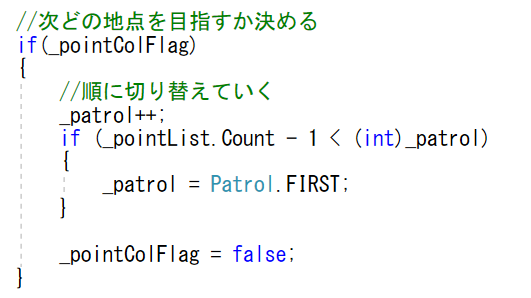 //次どの地点を目指すか決める
if(_pointColFlag)
{
//順に切り替えていく
_patrol++;
if (_pointList.Count - 1 < (int)_patrol)
{
_patrol = Patrol.FIRST;
}
_pointColFlag = false;
}